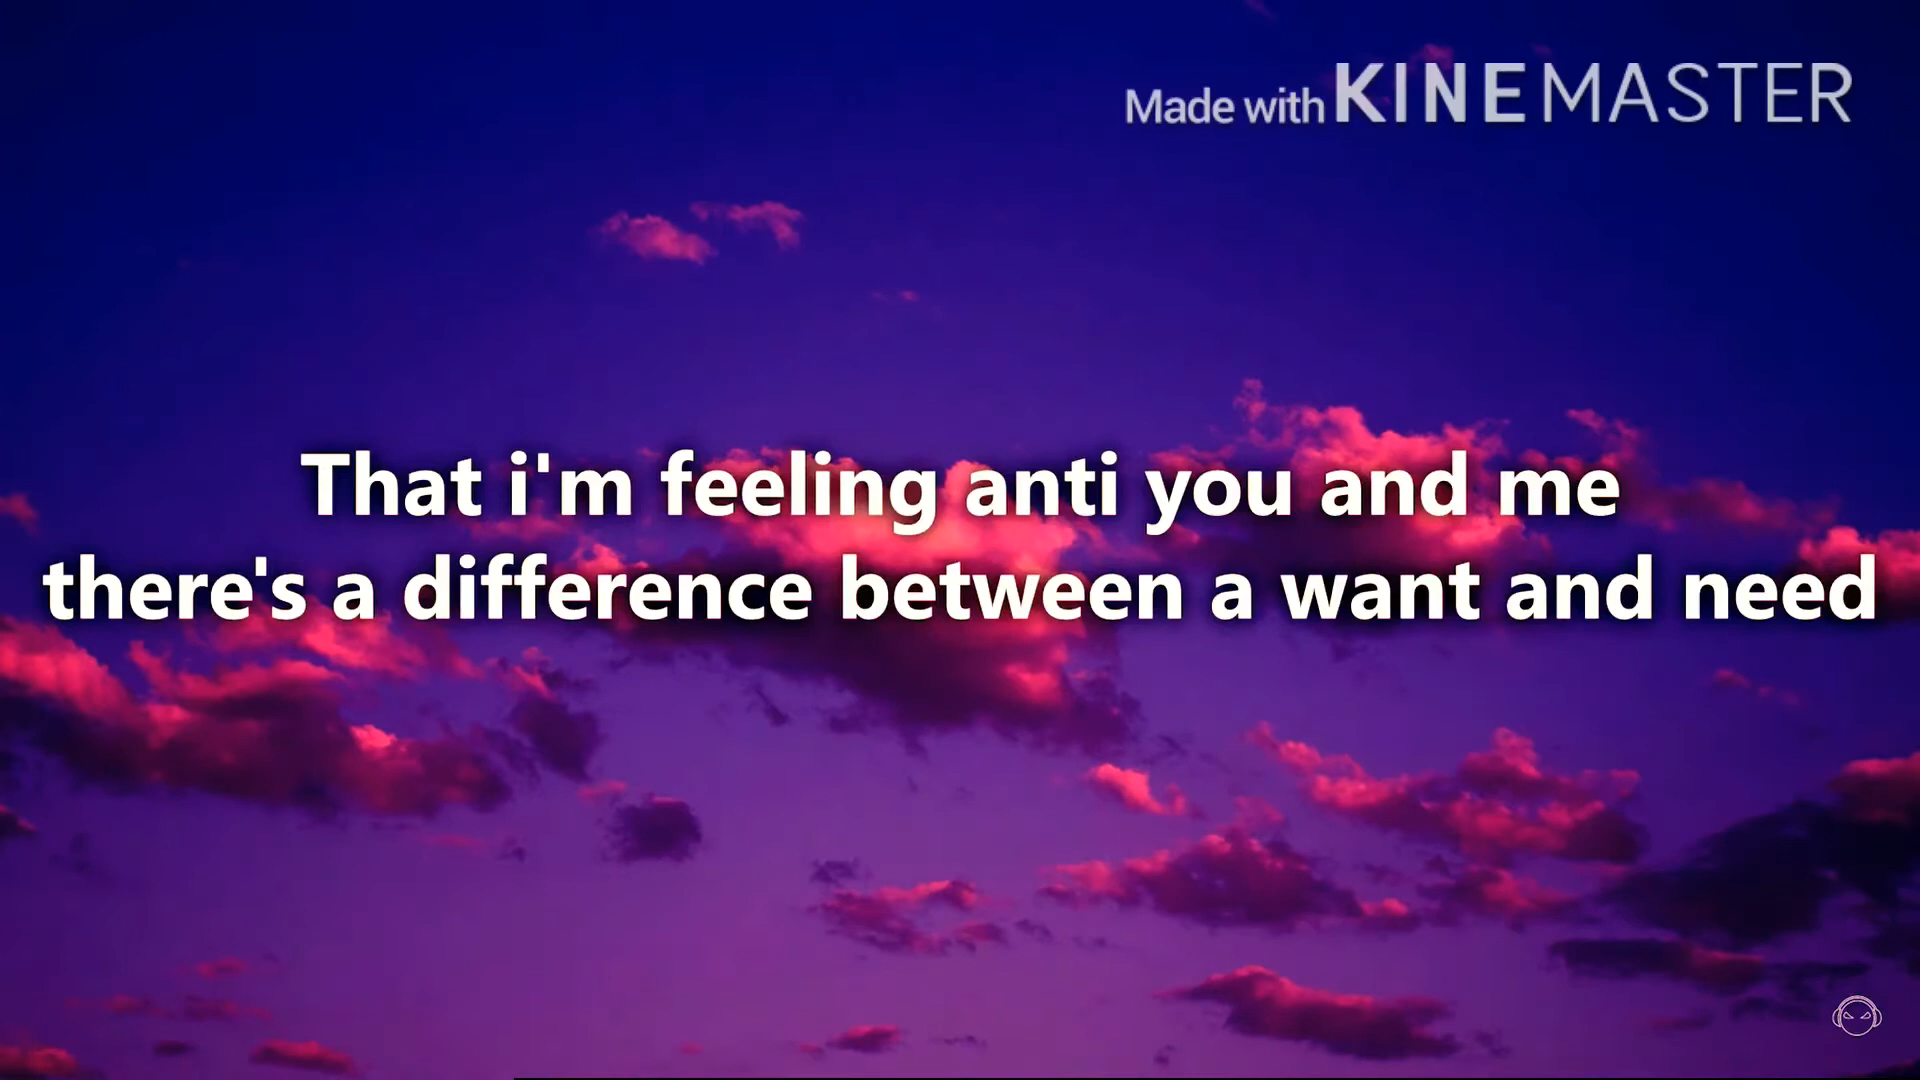 Made with KINEMASTER
That i'm feeling anti you and me
there's a difference between a want and need